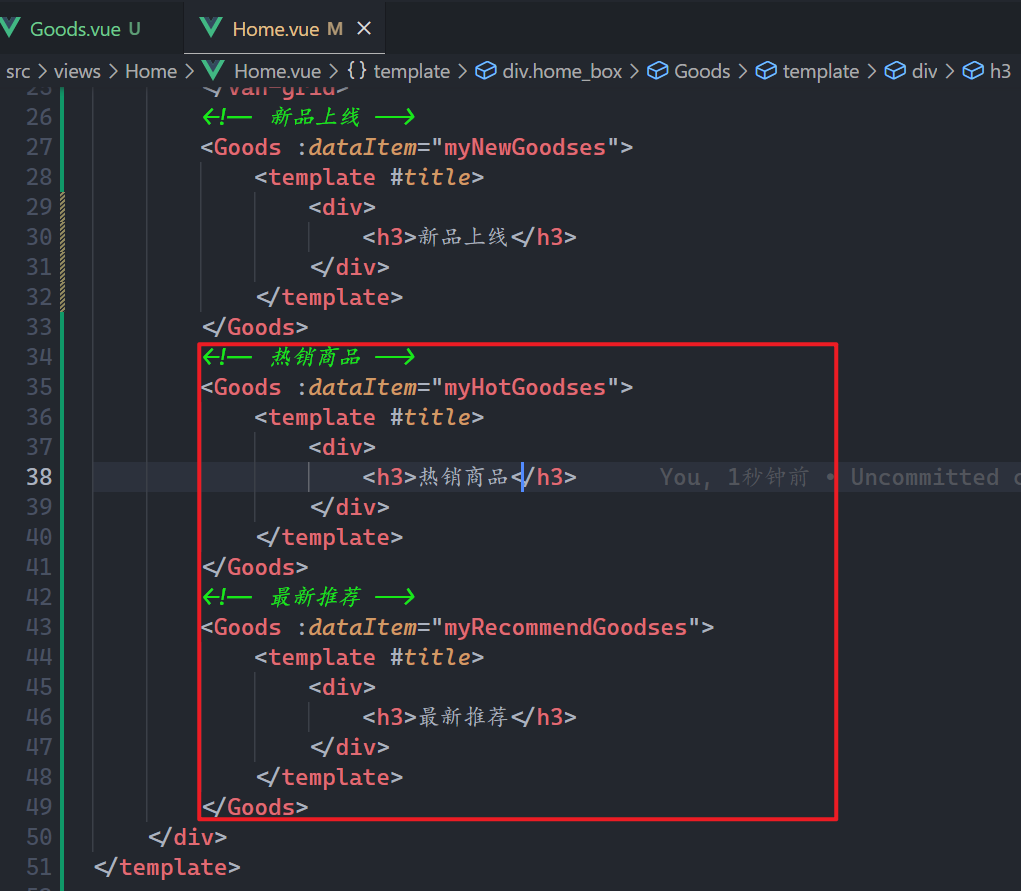 Goods.vue U
Home.vue M
src > views > Home > Home.vue > {} template > div.home_box > Goods > template > div > h3
25 </van-grid>
26 <!-- 新品上线 -->
27 <Goods :dataItem="myNewGoodses">
28 <template #title>
29 <div>
30 <h3>新品上线</h3>
31 </div>
32 </template>
33 </Goods>
34 <!-- 热销商品 -->
35 <Goods :dataItem="myHotGoodses">
36 <template #title>
37 <div>
38 <h3>热销商品</h3> You, 1秒钟前 • Uncommitted c
39 </div>
40 </template>
41 </Goods>
42 <!-- 最新推荐 -->
43 <Goods :dataItem="myRecommendGoodses">
44 <template #title>
45 <div>
46 <h3>最新推荐</h3>
47 </div>
48 </template>
49 </Goods>
50 </div>
51 </template>